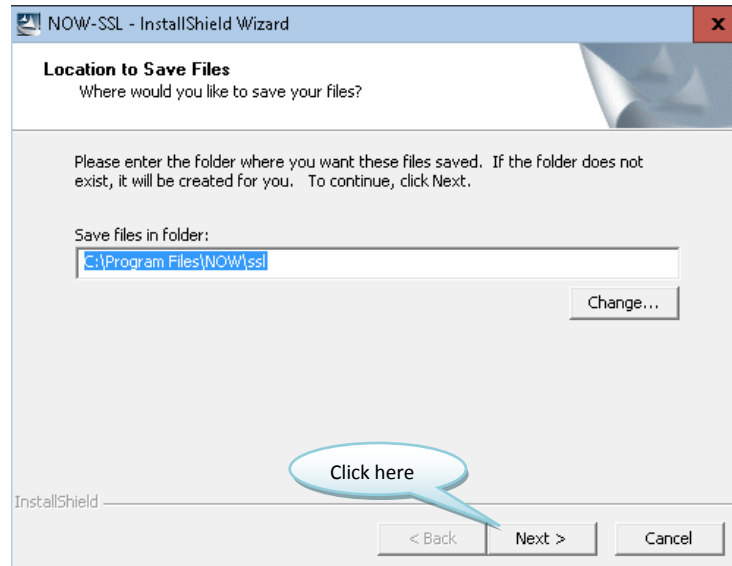 NOW-SSL - InstallShield Wizard
x
Location to Save Files
Where would you like to save your files?
Please enter the folder where you want these files saved.  If the folder does not
exist, it will be created for you.   To continue, click Next.
Save files in folder:
C:\Program Files\NOW\ssl
Change...
Click here
InstallShield
< Back
Next >
Cancel